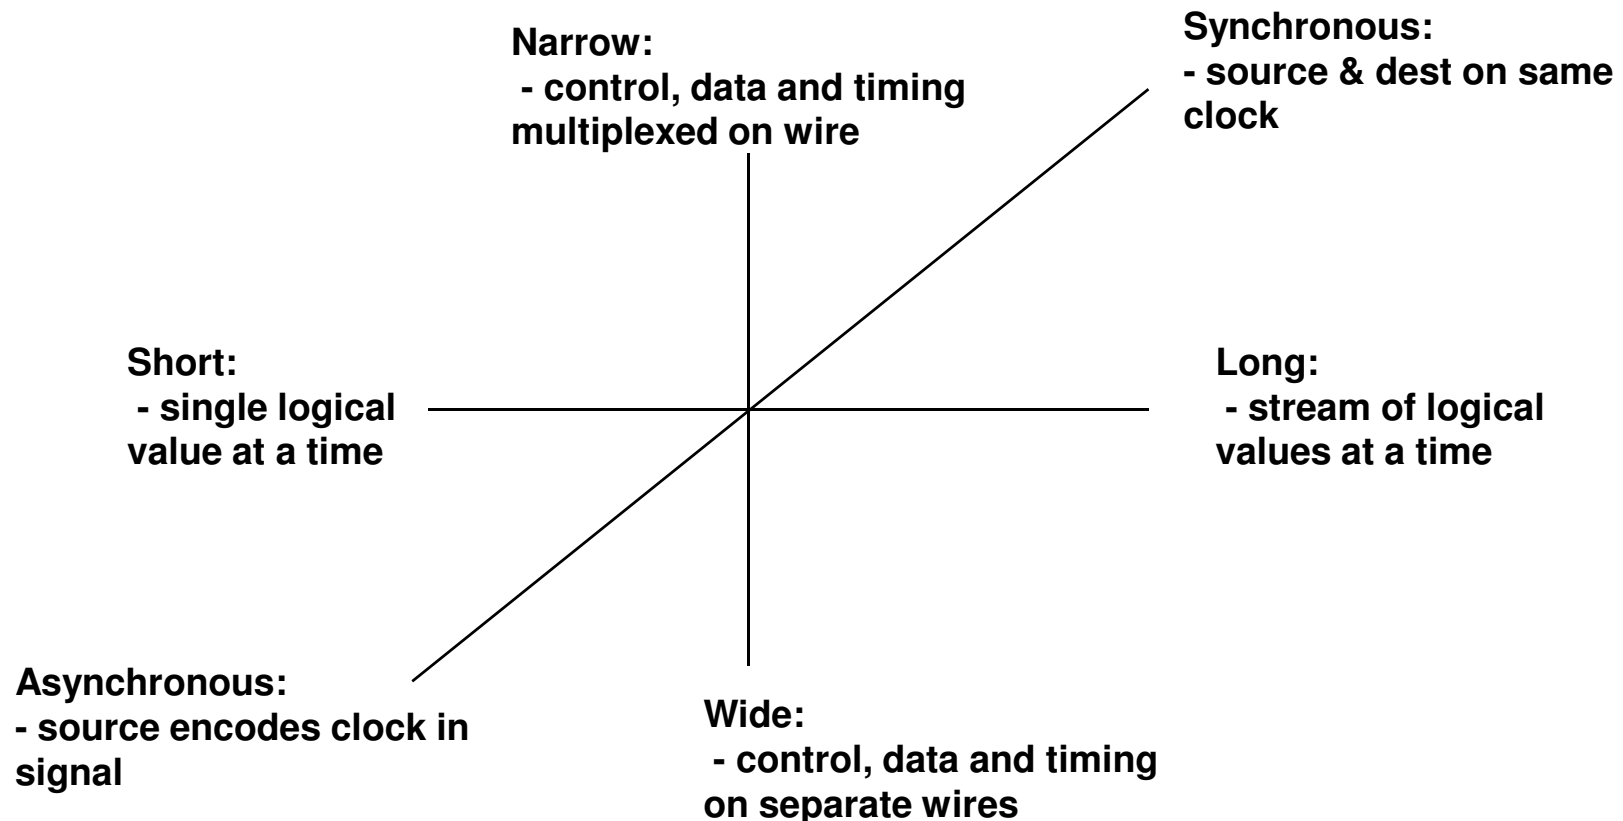 Narrow:
- control, data and timing
multiplexed on wire
Synchronous:
- source & dest on same
clock
Short:
- single logical
value at a time
Long:
- stream of logical
values at a time
Asynchronous:
- source encodes clock in
signal
Wide:
- control, data and timing
on separate wires